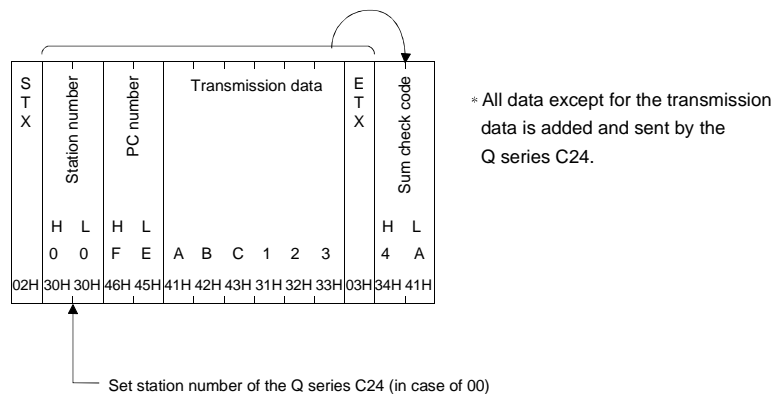 S
T
X
Station number
PC number
Transmission data
E
T
X
Sum check code
H L H L H L
0 0 F E A B C 1 2 3 4 A
02H 30H 30H 46H 45H 41H 42H 43H 31H 32H 33H 03H 34H 41H
* All data except for the transmission
data is added and sent by the
Q series C24.
Set station number of the Q series C24 (in case of 00)